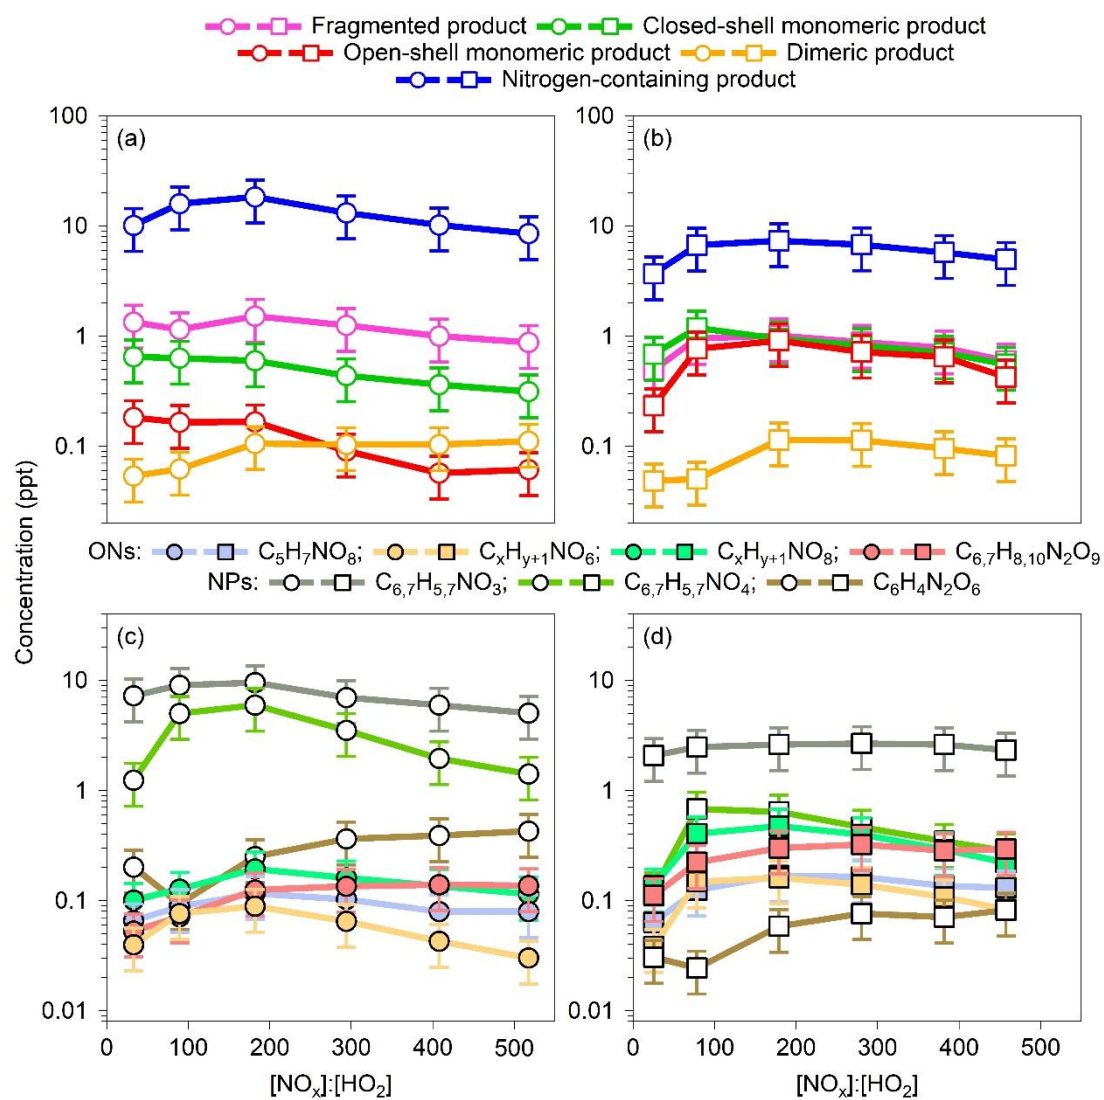 Fragmented product Closed-shell monomeric product
Open-shell monomeric product Dimeric product
Nitrogen-containing product
100
(a) (b)
10
1
0.1
Concentration (ppt)
ONs: C₅H₇NO₈; CₓHᵧ₊₁NO₆; CₓHᵧ₊₁NO₈; C₆,₇H₈,₁₀N₂O₉
NPs: C₆,₇H₅,₇NO₃; C₆,₇H₅,₇NO₄; C₆H₄N₂O₆
(c) (d)
10 10
1 1
0.1 0.1
0.01 0.01
0 100 200 300 400 500 0 100 200 300 400 500
[NOₓ]:[HO₂] [NOₓ]:[HO₂]
100
10
1
0.1